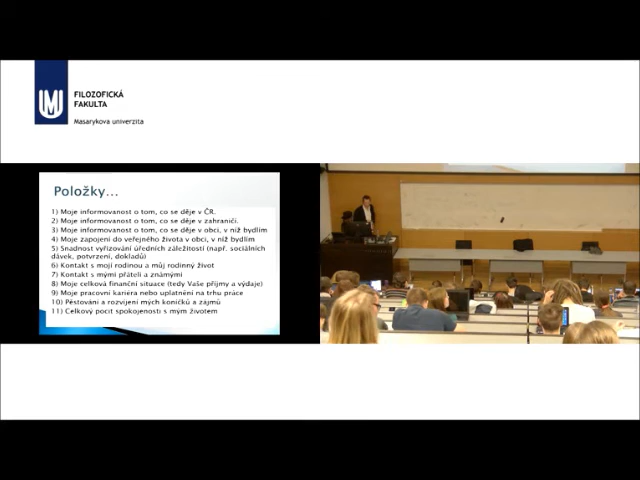 FILOZOFICKÁ
FAKULTA
Masarykova univerzita
Položky...
1) Moje informovanost o tom, co se děje v ČR.
2) Moje informovanost o tom, co se děje v zahraničí.
3) Moje informovanost o tom, co se děje v obci, v níž bydlím
4) Moje zapojení do veřejného života v obci, v níž bydlím
5) Snadnost vyřizování úředních záležitostí (např. sociálních
dávek, potvrzení, dokladů)
6) Kontakt s mojí rodinou a můj rodinný život
7) Kontakt s mými přáteli a známými
8) Moje celková finanční situace (tedy Vaše příjmy a výdaje)
9) Moje pracovní kariéra nebo uplatnění na trhu práce
10) Pěstování a rozvíjení mých koníčků a zájmů
11) Celkový pocit spokojenosti s mým životem